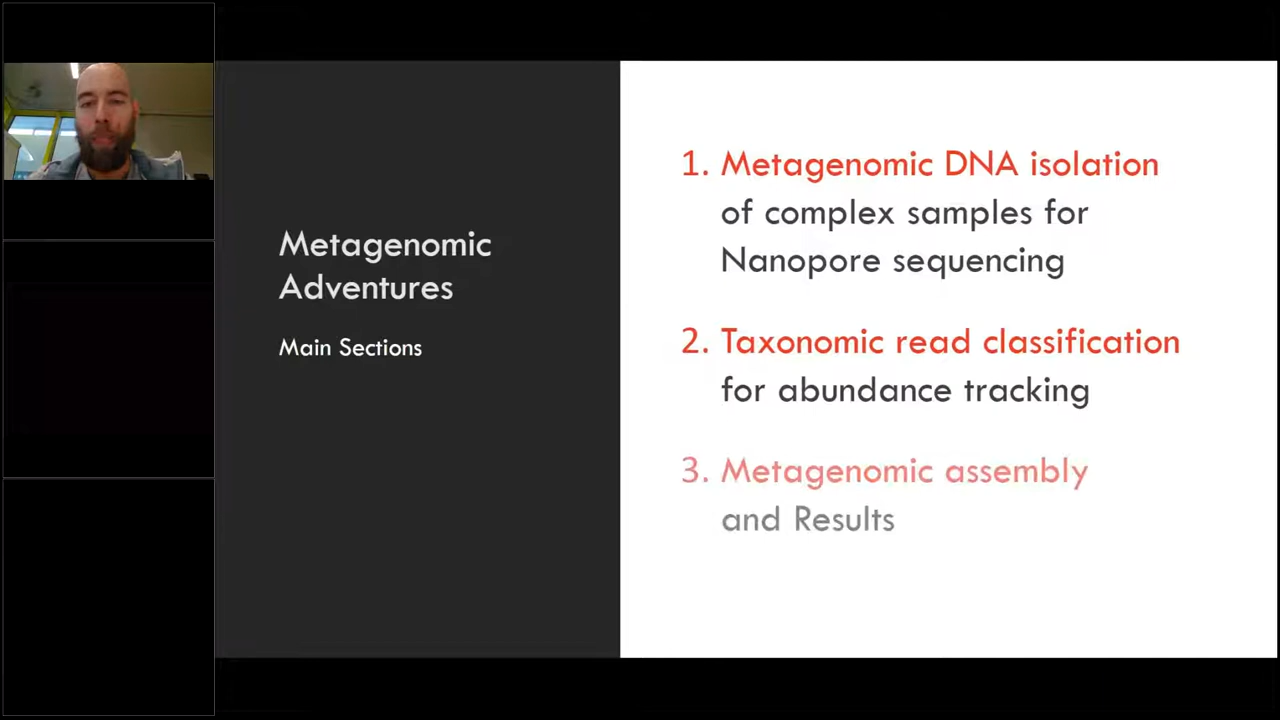 Metagenomic
Adventures
Main Sections
1. Metagenomic DNA isolation
of complex samples for
Nanopore sequencing
2. Taxonomic read classification
for abundance tracking
3. Metagenomic assembly
and Results